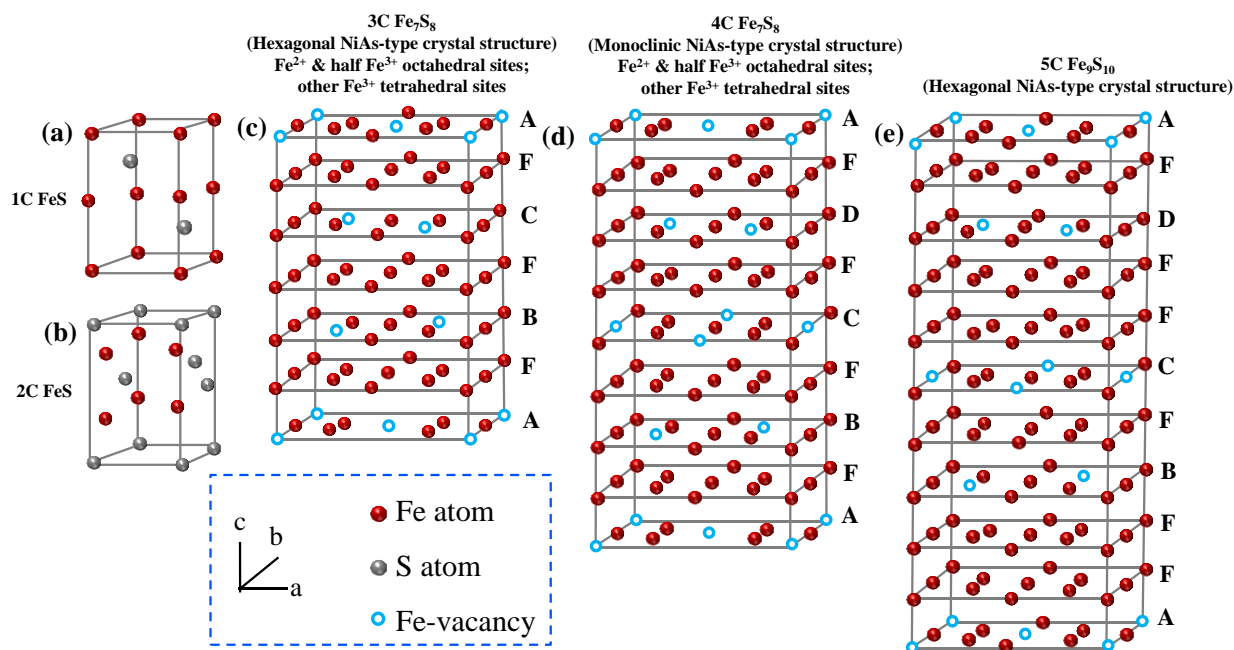 3C Fe₇S₈
(Hexagonal NiAs-type crystal structure)
Fe²⁺ & half Fe³⁺ octahedral sites;
other Fe³⁺ tetrahedral sites
4C Fe₇S₈
(Monoclinic NiAs-type crystal structure)
Fe²⁺ & half Fe³⁺ octahedral sites;
other Fe³⁺ tetrahedral sites
5C Fe₉S₁₀
(Hexagonal NiAs-type crystal structure)
(a)
1C FeS
(b)
2C FeS
(c)
A
F
C
F
B
F
A
(d)
A
F
D
F
C
F
B
F
A
(e)
A
F
D
F
F
C
F
B
F
F
A
c
b
a
Fe atom
S atom
Fe-vacancy